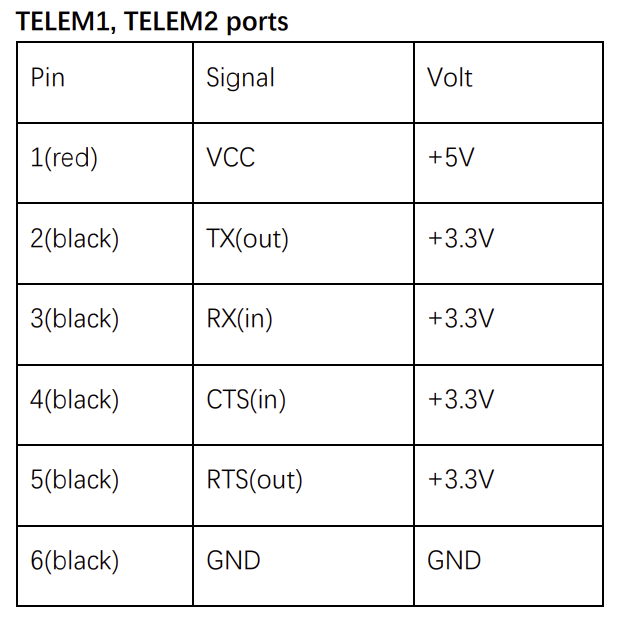 TELEM1, TELEM2 ports
Pin Signal Volt
1(red) VCC +5V
2(black) TX(out) +3.3V
3(black) RX(in) +3.3V
4(black) CTS(in) +3.3V
5(black) RTS(out) +3.3V
6(black) GND GND